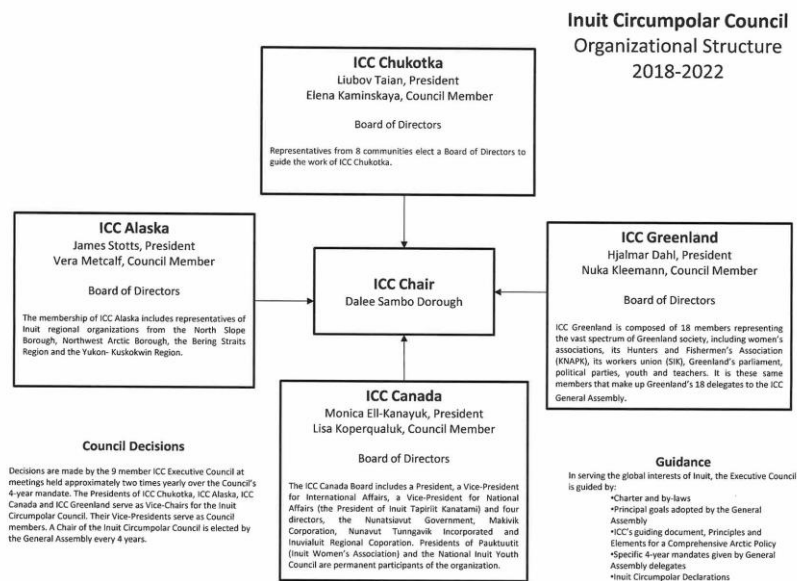 Inuit Circumpolar Council
Organizational Structure
2018-2022
ICC Chukotka
Liubov Taian, President
Elena Kaminskaya, Council Member
Board of Directors
Representatives from 8 communities elect a Board of Directors to
guide the work of ICC Chukotka.
ICC Alaska
James Stotts, President
Vera Metcalf, Council Member
Board of Directors
The membership of ICC Alaska includes representatives of
Inuit regional organizations from the North Slope
Borough, Northwest Arctic Borough, the Bering Straits
Region and the Yukon- Kuskokwin Region.
ICC Chair
Dalee Sambo Dorough
ICC Greenland
Hjalmar Dahl, President
Nuka Kleemann, Council Member
Board of Directors
ICC Greenland is composed of 18 members representing
the vast spectrum of Greenland society, including women's
associations, its Hunters and Fishermen's Association
(KNAPK), its workers union (SIK), Greenland's parliament,
political parties, youth and teachers. It is these same
members that make up Greenland's 18 delegates to the ICC
General Assembly.
ICC Canada
Monica Ell-Kanayuk, President
Lisa Koperqualuk, Council Member
Board of Directors
The ICC Canada Board includes a President, a Vice-President
for International Affairs, a Vice-President for National
Affairs (the President of Inuit Tapiriit Kanatami) and four
directors, the Nunatsiavut Government, Makivik
Corporation, Nunavut Tunngavik Incorporated and
Inuvialuit Regional Coporation. Presidents of Pauktuutit
(Inuit Women's Association) and the National Inuit Youth
Council are permanent participants of the organization.
Council Decisions
Decisions are made by the 9 member ICC Executive Council at
meetings held approximately two times yearly over the Council's
4-year mandate. The Presidents of ICC Chukotka, ICC Alaska, ICC
Canada and ICC Greenland serve as Vice-Chairs for the Inuit
Circumpolar Council. Their Vice-Presidents serve as Council
members. A Chair of the Inuit Circumpolar Council is elected by
the General Assembly every 4 years.
Guidance
In serving the global interests of Inuit, the Executive Council
is guided by:
•Charter and by-laws
•Principal goals adopted by the General
Assembly
•ICC's guiding document, Principles and
Elements for a Comprehensive Arctic Policy
•Specific 4-year mandates given by General
Assembly delegates
•Inuit Circumpolar Declarations